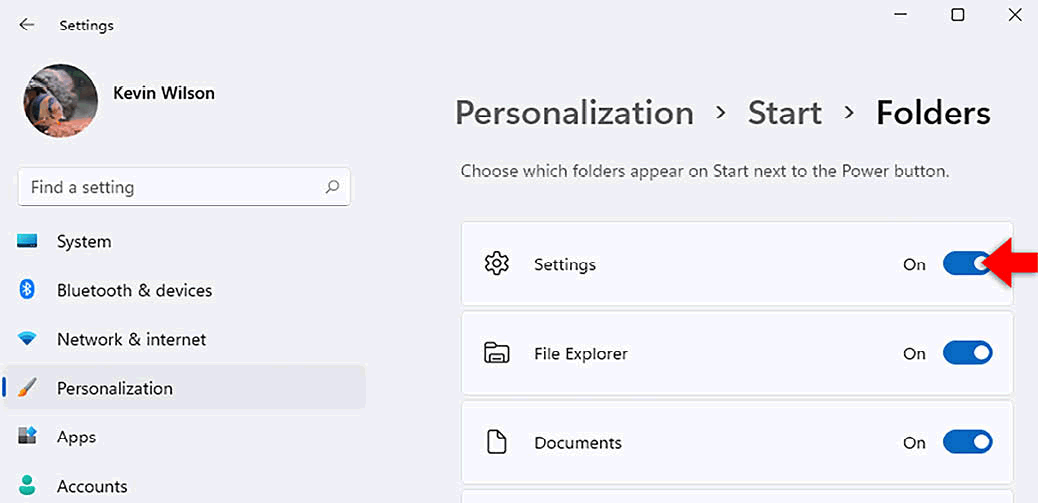 Settings
Kevin Wilson
Find a setting
System
Bluetooth & devices
Network & internet
Personalization
Apps
Accounts
Personalization > Start > Folders
Choose which folders appear on Start next to the Power button.
Settings On
File Explorer On
Documents On